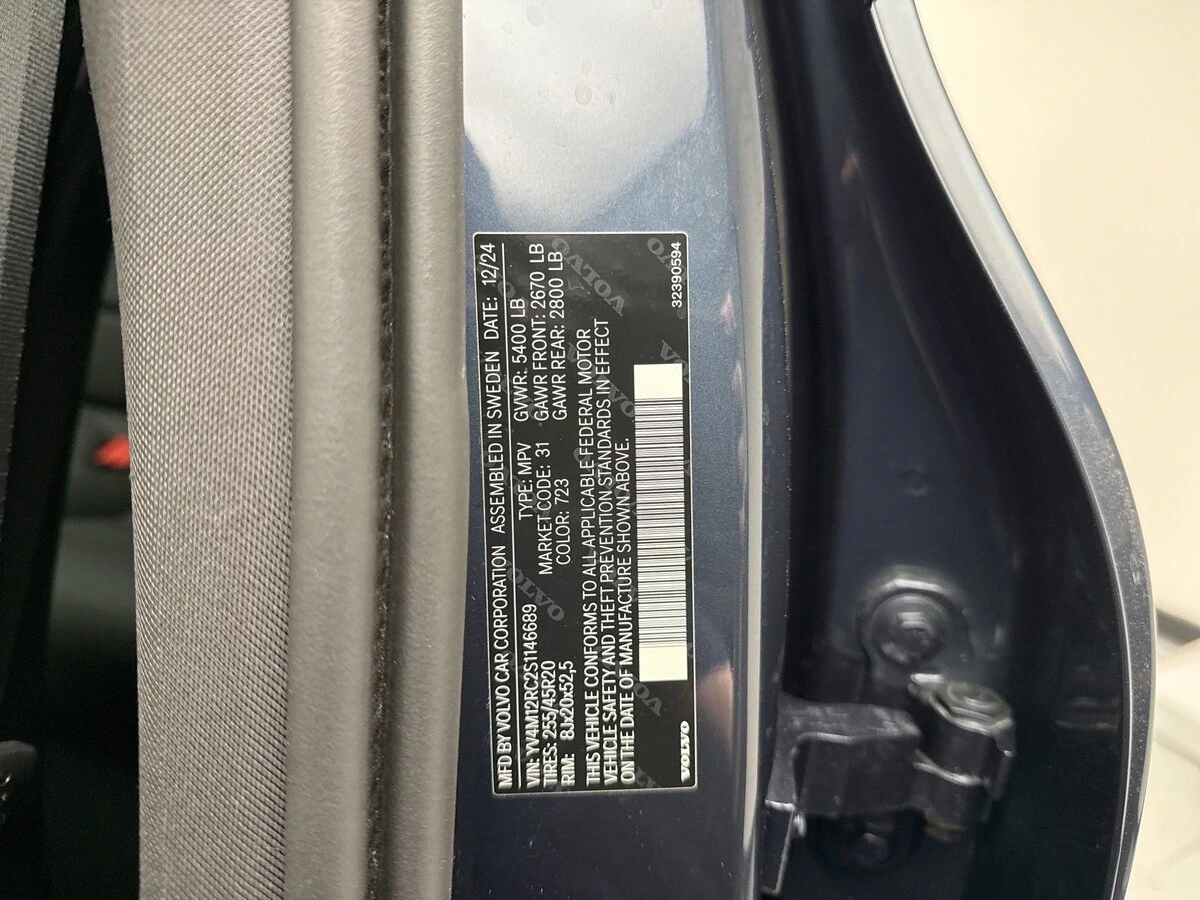 MFD BY VOLVO CAR CORPORATION ASSEMBLED IN SWEDEN DATE: 12/24
VIN: YV4M12RC2S1146689 TYPE: MPV GVWR: 5400 LB
TIRES: 255/45R20 MARKET CODE: 31 GAWR FRONT: 2670 LB
RIM: 8Jx20x52,5 COLOR: 723 GAWR REAR: 2800 LB
THIS VEHICLE CONFORMS TO ALL APPLICABLE FEDERAL MOTOR
VEHICLE SAFETY AND THEFT PREVENTION STANDARDS IN EFFECT
ON THE DATE OF MANUFACTURE SHOWN ABOVE.
VOLVO 32390594